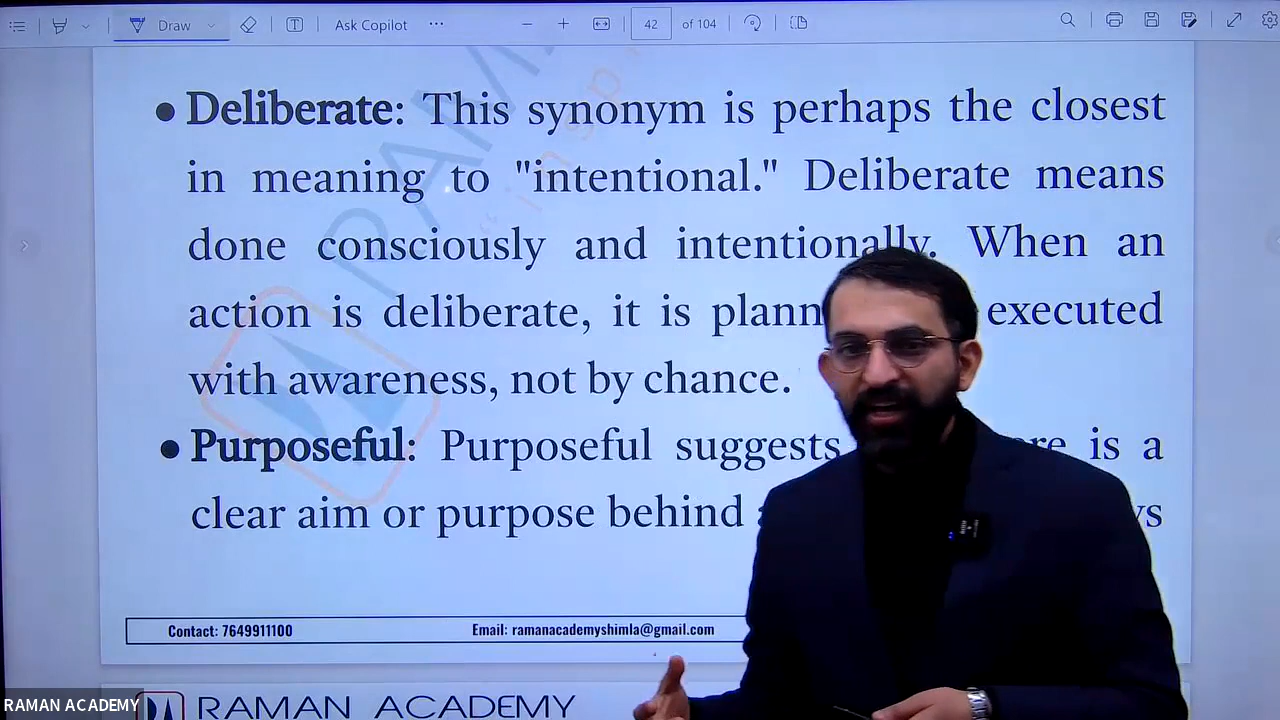 Draw
Ask Copilot
42 of 104
• Deliberate: This synonym is perhaps the closest
in meaning to "intentional." Deliberate means
done consciously and intentionally. When an
action is deliberate, it is executed
with awareness, not by chance.
• Purposeful: Purposeful suggests is a
clear aim or purpose behind
Contact: 7649911100
Email: ramanacademyshimla@gmail.com
RAMAN ACADEMY
RAMAN ACADEMY